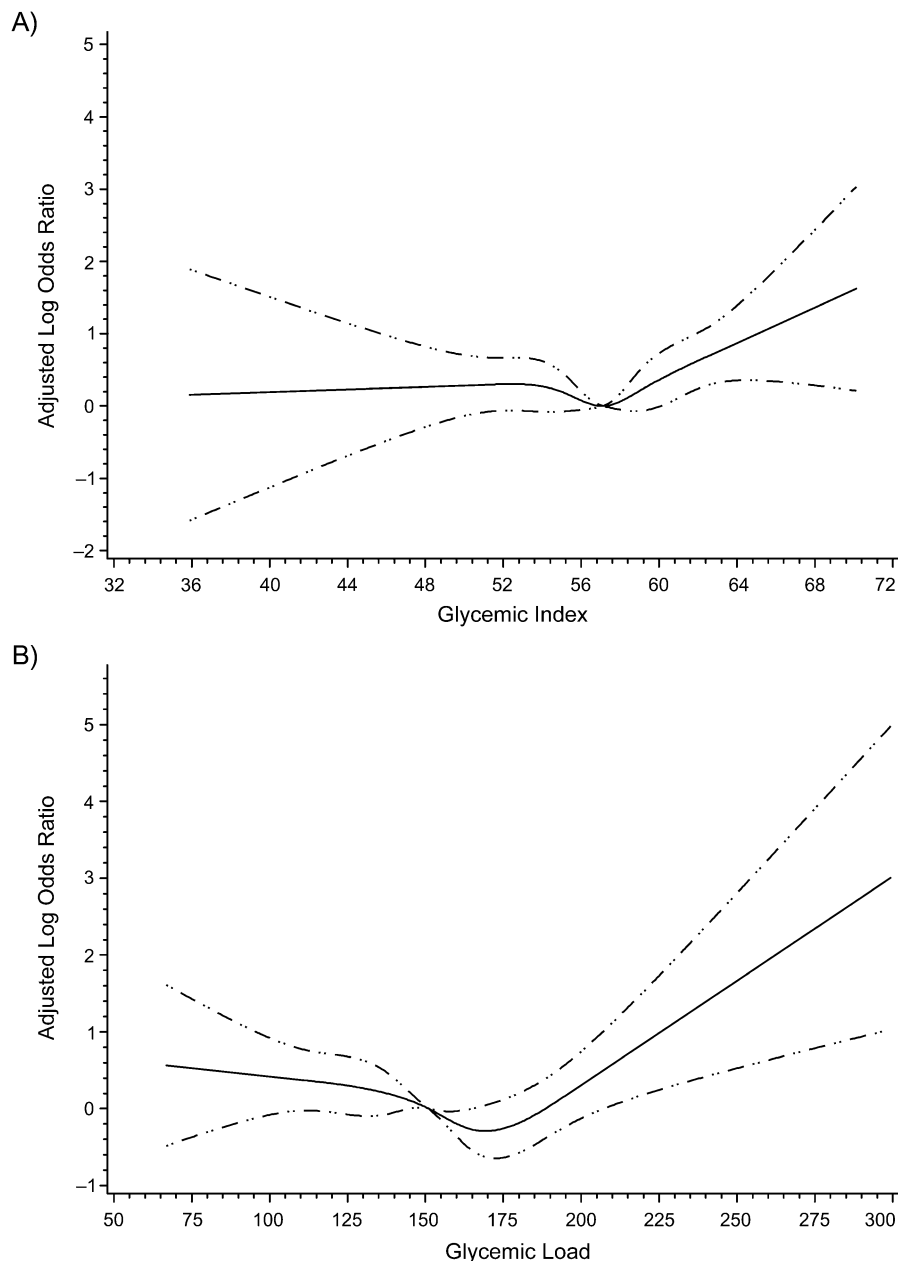 A)
Adjusted Log Odds Ratio
5
4
3
2
1
0
–1
–2
32 36 40 44 48 52 56 60 64 68 72
Glycemic Index
B)
Adjusted Log Odds Ratio
5
4
3
2
1
0
–1
50 75 100 125 150 175 200 225 250 275 300
Glycemic Load